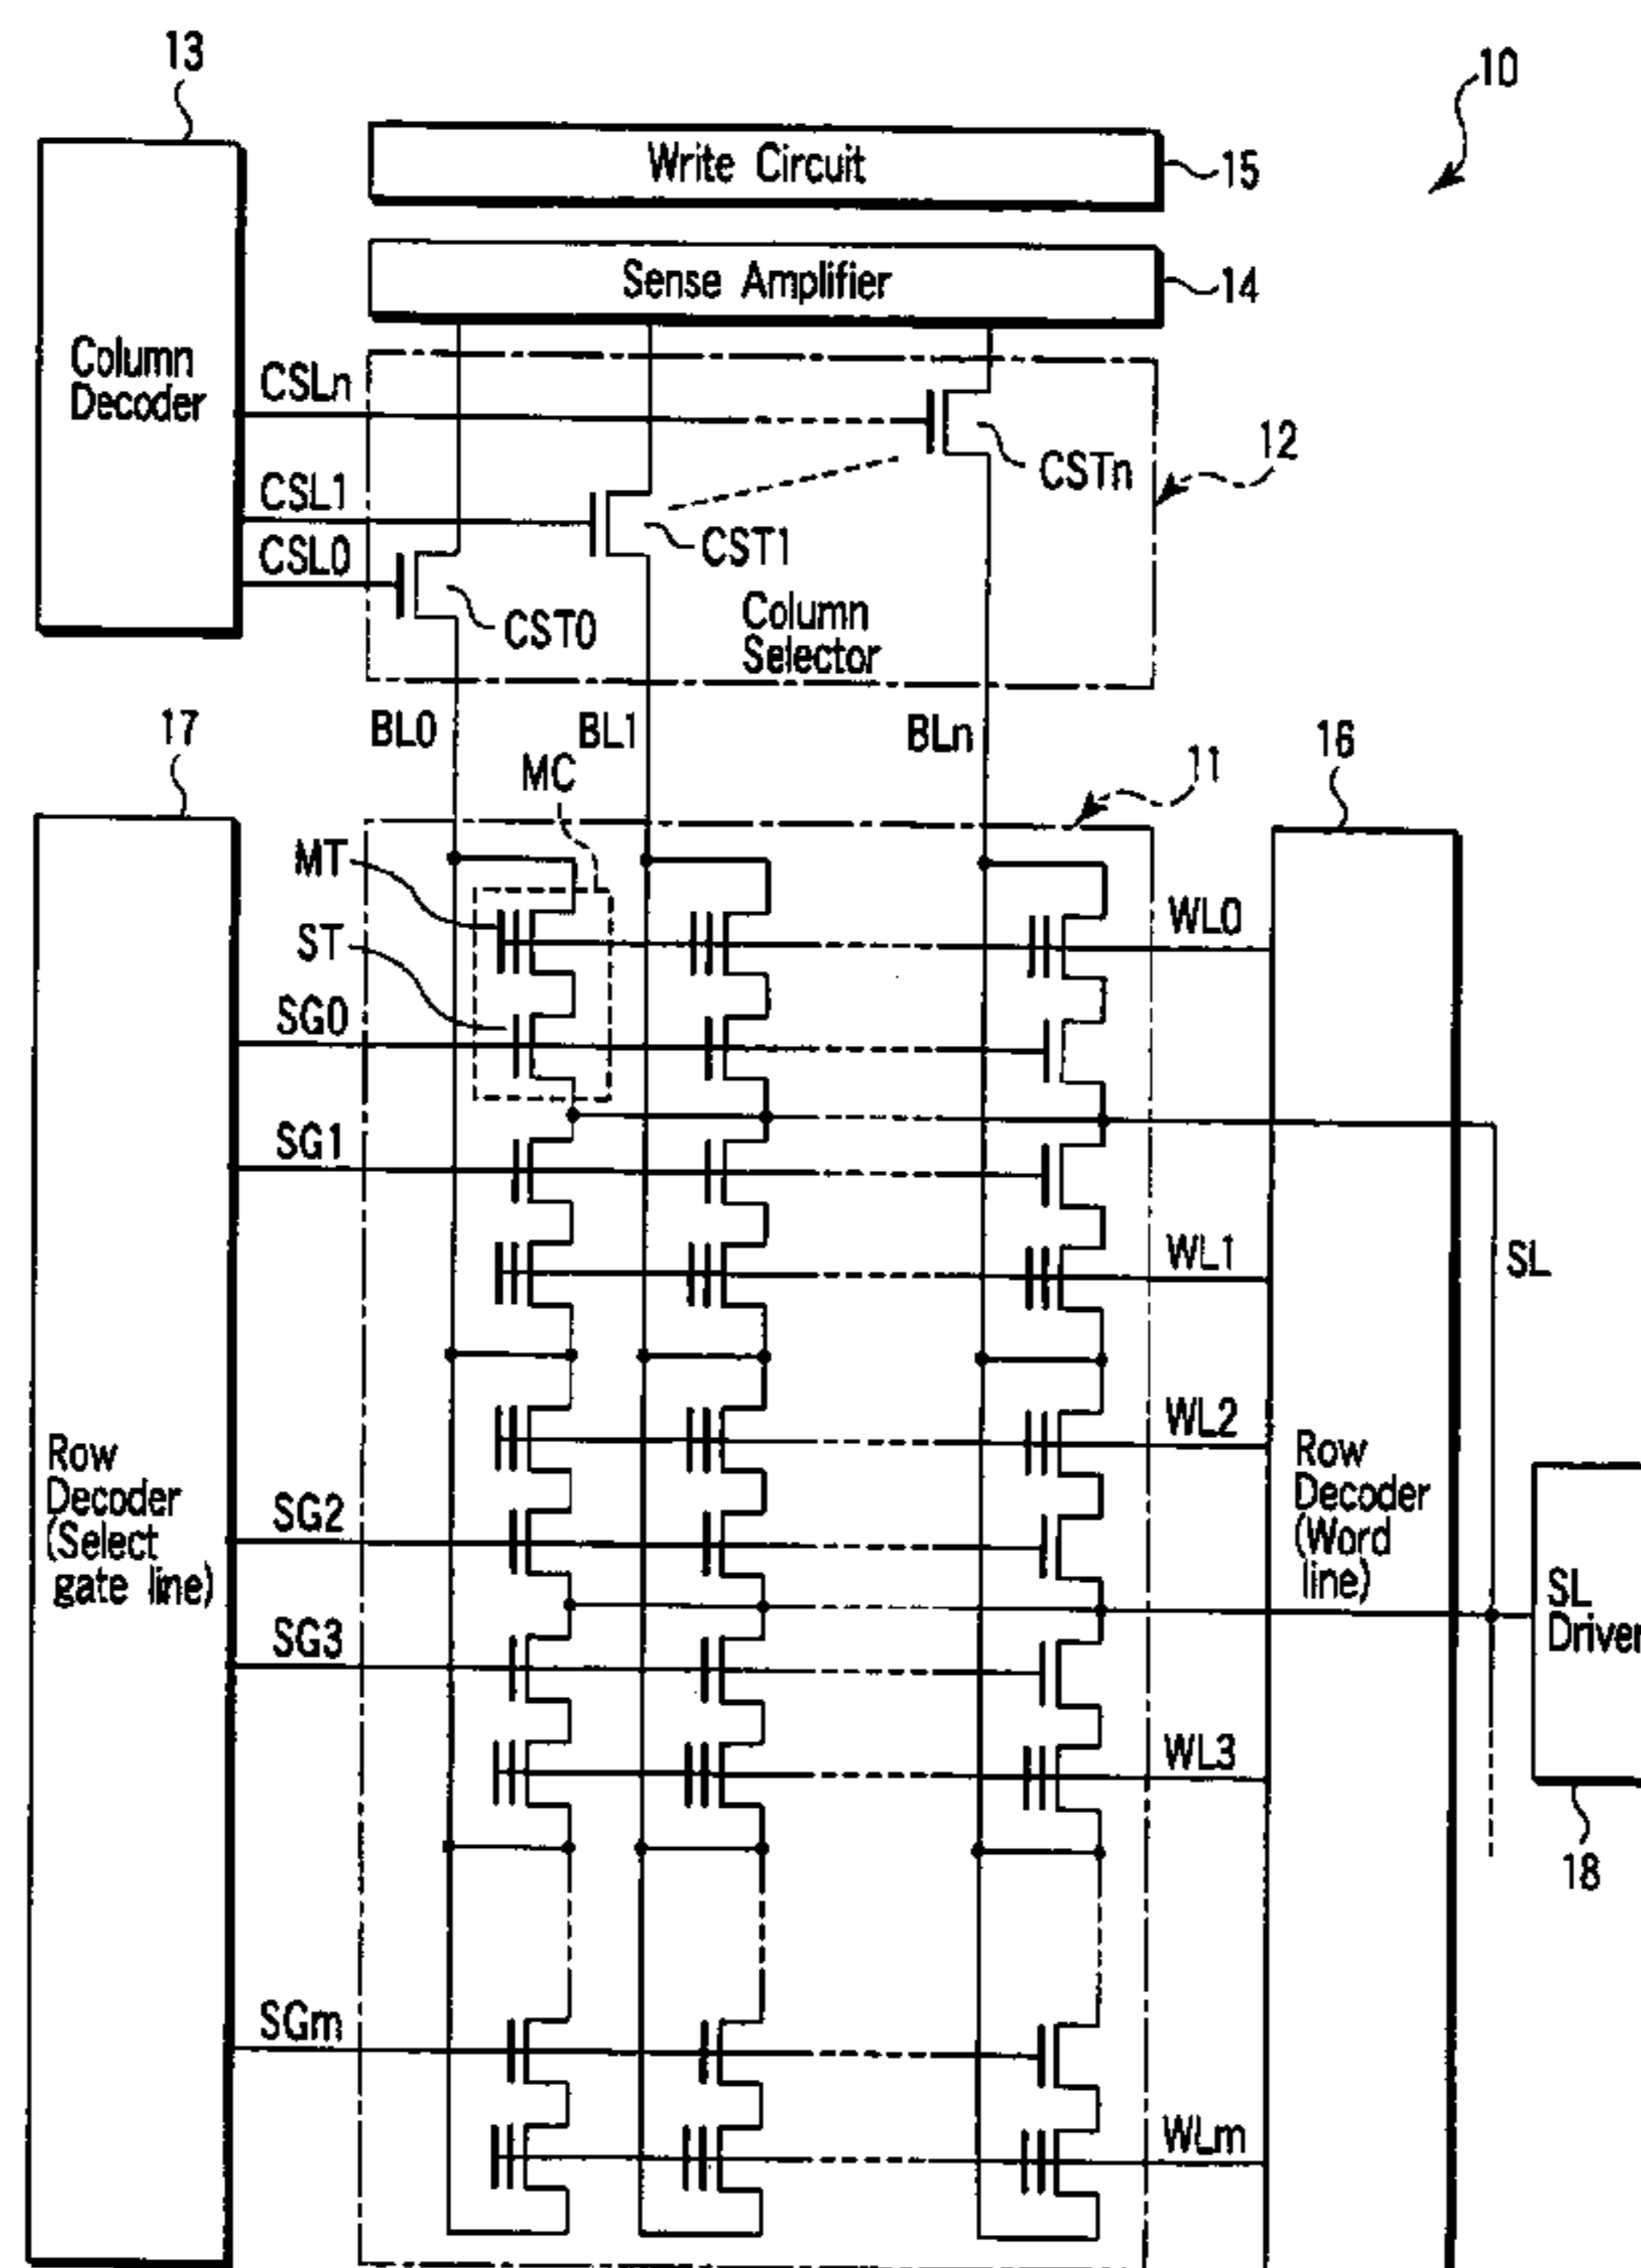 13
10
Write Circuit
15
Sense Amplifier
14
Column
Decoder
CSLn
CSTn
12
CSL1
CST1
CSL0
CST0
Column
Selector
17
BL0
BL1
BLn
16
MC
11
MT
WL0
ST
SG0
SG1
WL1
SL
WL2
Row
Decoder
(Select
gate line)
Row
Decoder
(Word
line)
SG2
SL
Driver
SG3
WL3
18
SGm
WLm